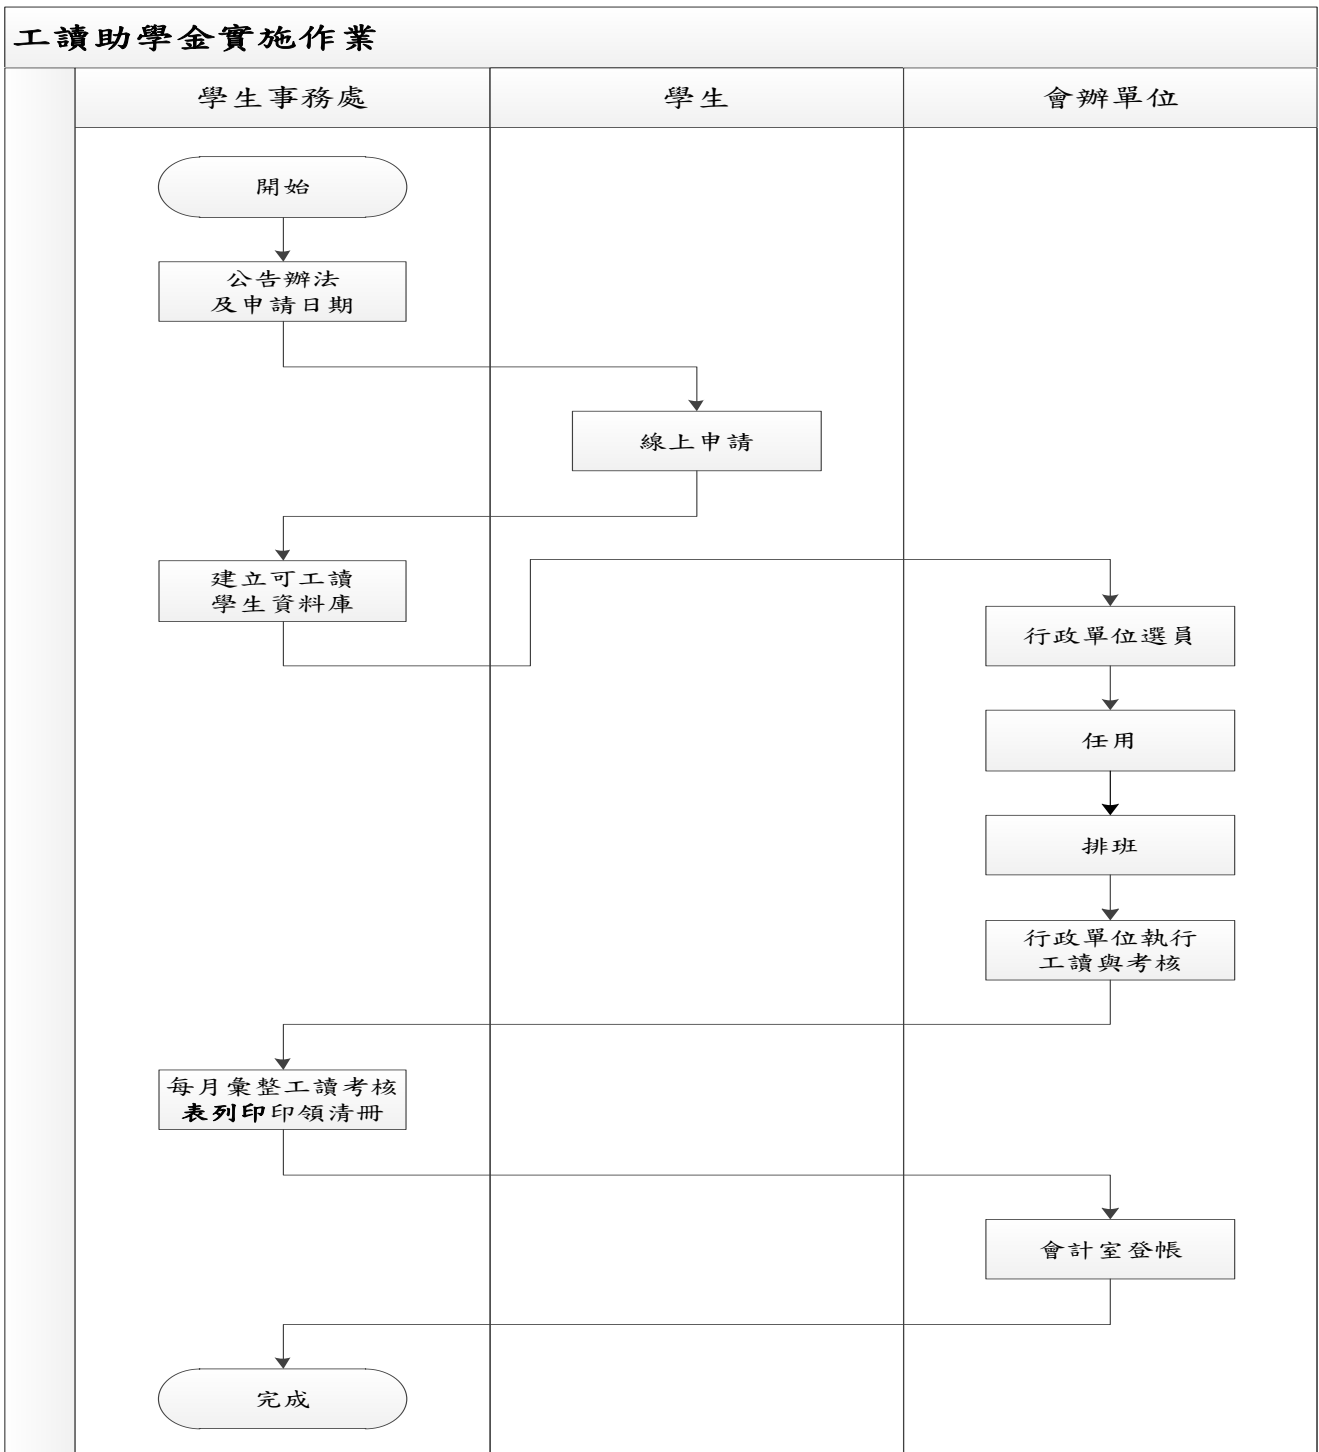 工讀助學金實施作業
學生事務處
學生
會辦單位
開始
公告辦法
及申請日期
線上申請
建立可工讀
學生資料庫
行政單位選員
任用
排班
行政單位執行
工讀與考核
每月彙整工讀考核
表列印印領清冊
會計室登帳
完成